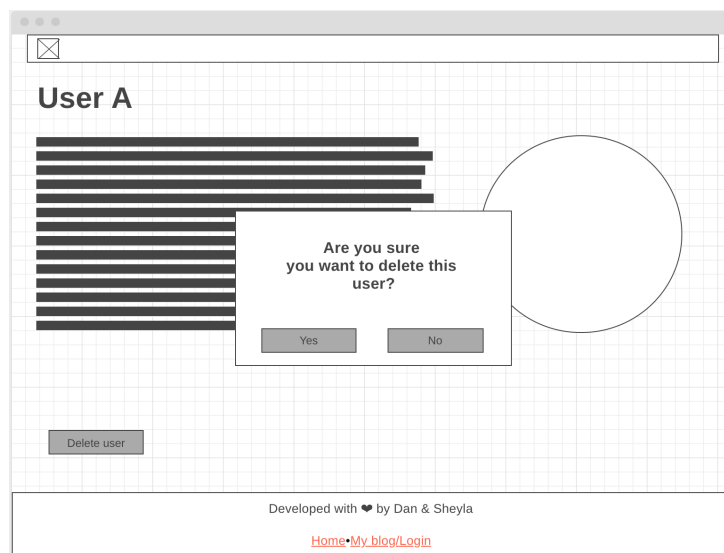 User A
Are you sure
you want to delete this
user?
Yes
No
Delete user
Developed with ❤ by Dan & Sheyla
Home•My blog/Login